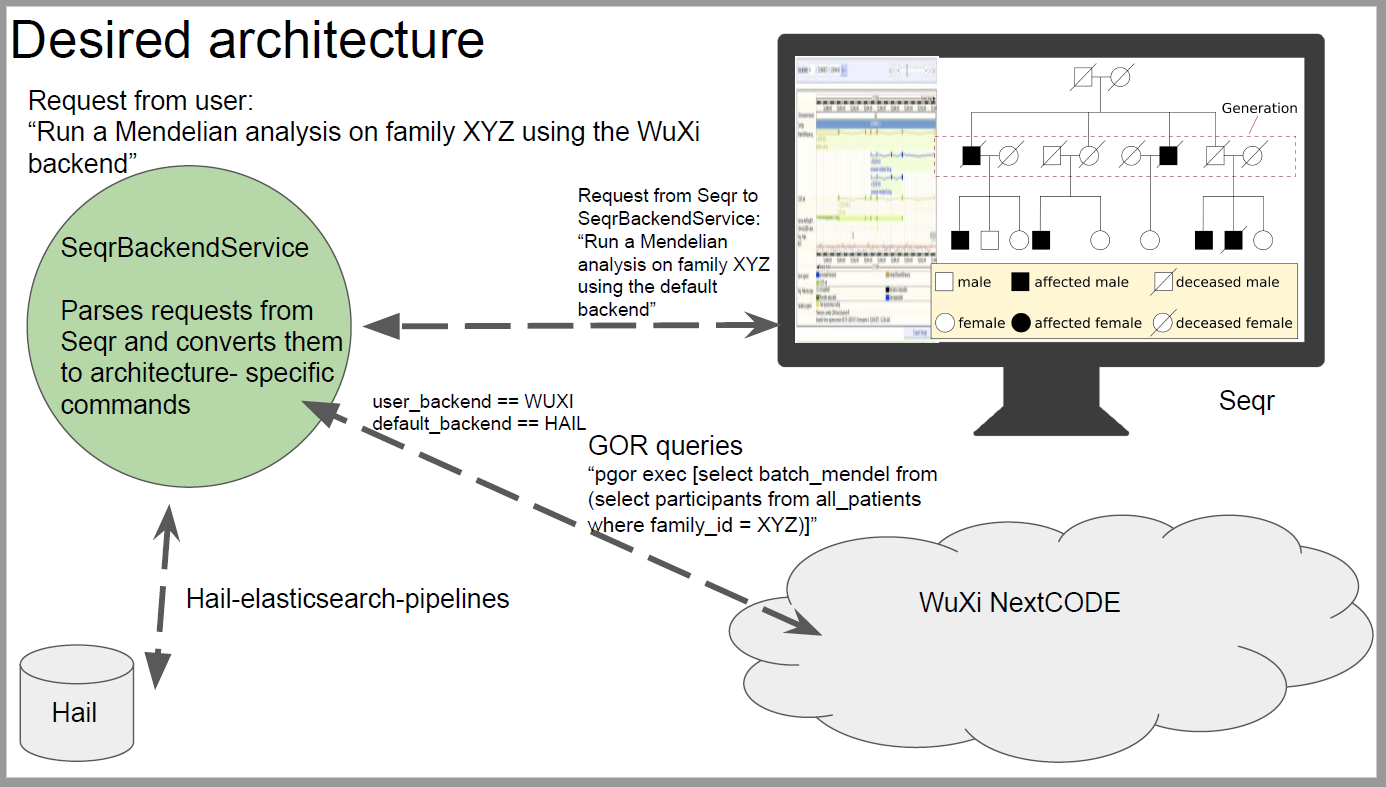 Desired architecture
Request from user:
“Run a Mendelian analysis on family XYZ using the WuXi
backend”
SeqrBackendService
Parses requests from
Seqr and converts them
to architecture- specific
commands
Request from Seqr to
SeqrBackendService:
“Run a Mendelian
analysis on family XYZ
using the default
backend”
Generation
male
affected male
deceased male
female
affected female
deceased female
Seqr
user_backend == WUXI
default_backend == HAIL
GOR queries
“pgor exec [select batch_mendel from
(select participants from all_patients
where family_id = XYZ)]”
WuXi NextCODE
Hail-elasticsearch-pipelines
Hail